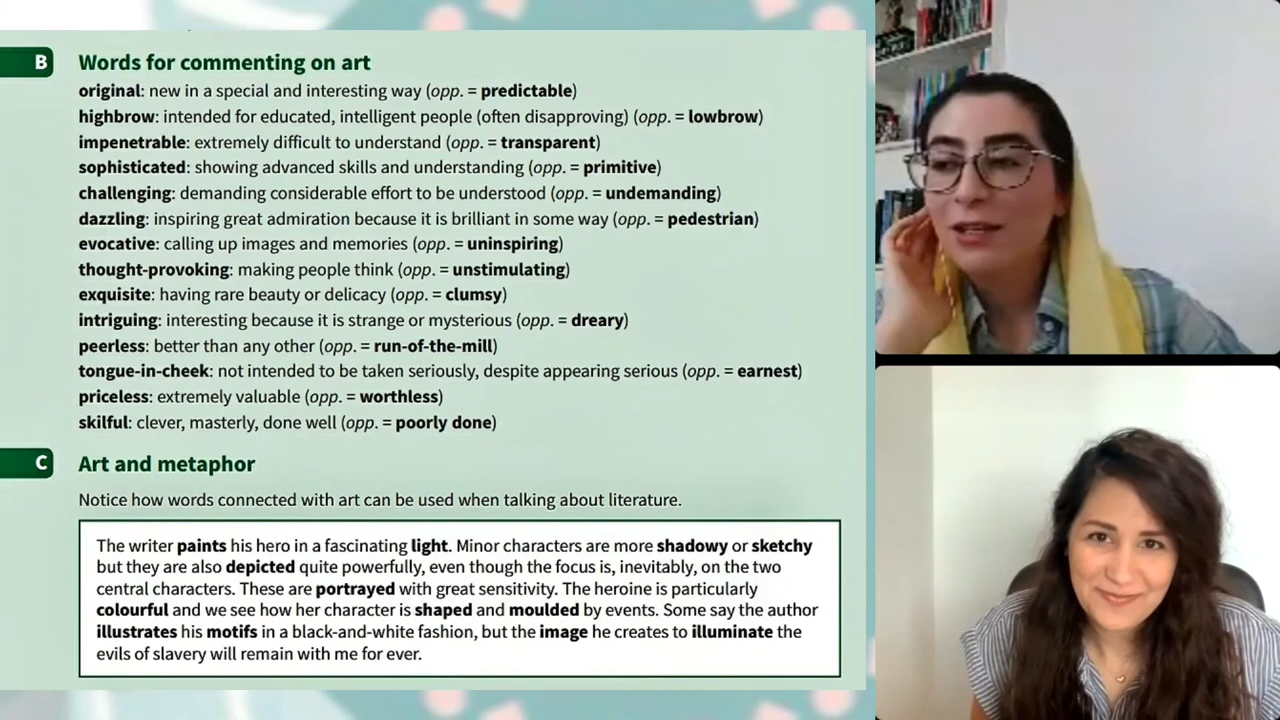 B Words for commenting on art
original: new in a special and interesting way (opp. = predictable)
highbrow: intended for educated, intelligent people (often disapproving) (opp. = lowbrow)
impenetrable: extremely difficult to understand (opp. = transparent)
sophisticated: showing advanced skills and understanding (opp. = primitive)
challenging: demanding considerable effort to be understood (opp. = undemanding)
dazzling: inspiring great admiration because it is brilliant in some way (opp. = pedestrian)
evocative: calling up images and memories (opp. = uninspiring)
thought-provoking: making people think (opp. = unstimulating)
exquisite: having rare beauty or delicacy (opp. = clumsy)
intriguing: interesting because it is strange or mysterious (opp. = dreary)
peerless: better than any other (opp. = run-of-the-mill)
tongue-in-cheek: not intended to be taken seriously, despite appearing serious (opp. = earnest)
priceless: extremely valuable (opp. = worthless)
skilful: clever, masterly, done well (opp. = poorly done)
C Art and metaphor
Notice how words connected with art can be used when talking about literature.
The writer paints his hero in a fascinating light. Minor characters are more shadowy or sketchy
but they are also depicted quite powerfully, even though the focus is, inevitably, on the two
central characters. These are portrayed with great sensitivity. The heroine is particularly
colourful and we see how her character is shaped and moulded by events. Some say the author
illustrates his motifs in a black-and-white fashion, but the image he creates to illuminate the
evils of slavery will remain with me for ever.